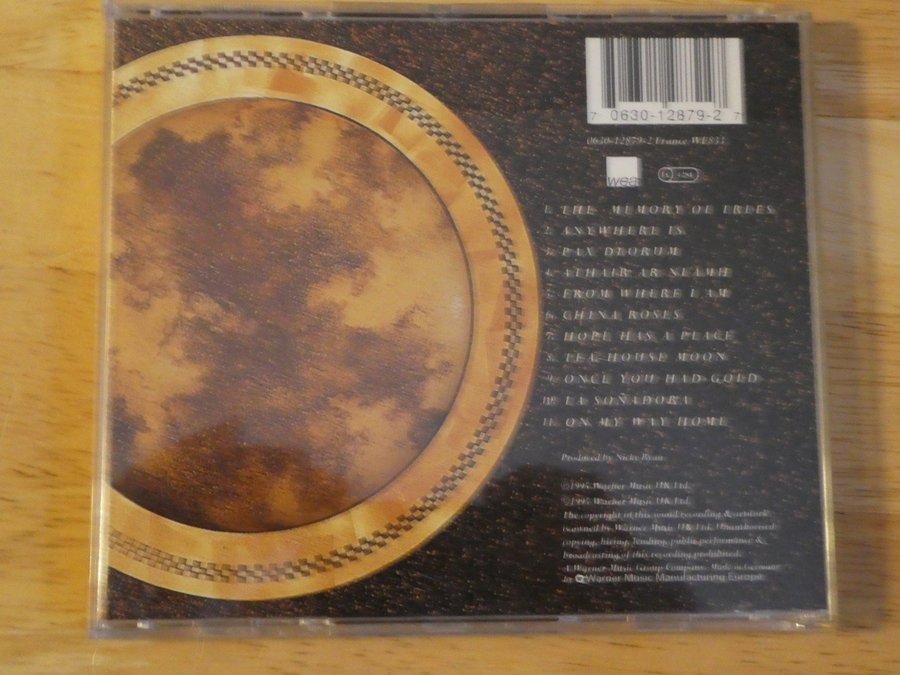 7 0630-12879-2 7
0630-12879-2 France WE833
wea
LC 4281
1. THE MEMORY OF TREES
2. ANYWHERE IS
3. PAX DEORUM
4. ATHAIR AR NEAMH
5. FROM WHERE I AM
6. CHINA ROSES
7. HOPE HAS A PLACE
8. TEA-HOUSE MOON
9. ONCE YOU HAD GOLD
10. LA SOÑADORA
11. ON MY WAY HOME
Produced by Nicky Ryan
℗1995 Warner Music UK Ltd.
©1995 Warner Music UK Ltd.
The copyright of this sound recording & artwork
is owned by Warner Music UK Ltd. Unauthorised
copying, hiring, lending, public performance &
broadcasting of this recording prohibited.
A Warner Music Group Company. Made in Germany
by Warner Music Manufacturing Europe